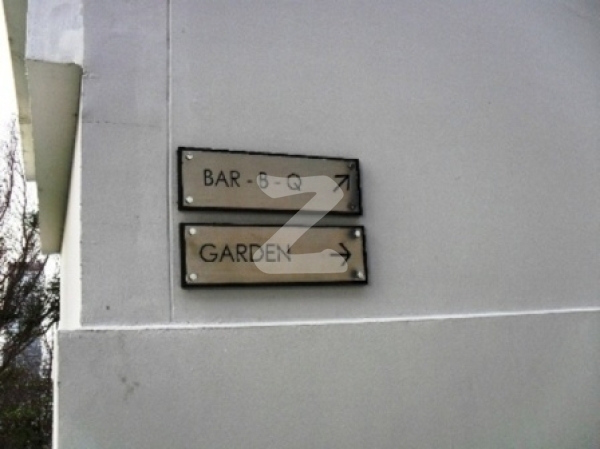 BAR - B - Q ↗
GARDEN →